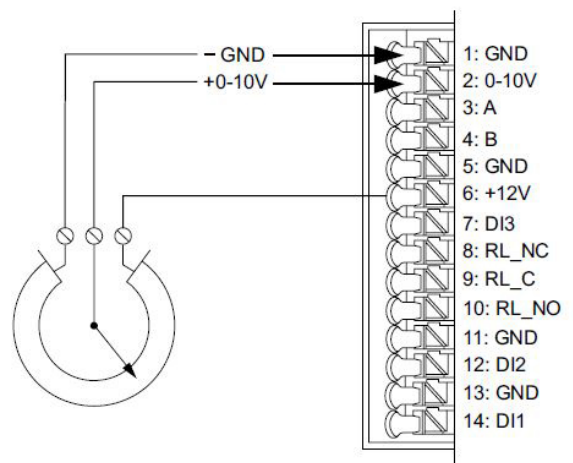 – GND
+0-10V
1: GND
2: 0-10V
3: A
4: B
5: GND
6: +12V
7: DI3
8: RL_NC
9: RL_C
10: RL_NO
11: GND
12: DI2
13: GND
14: DI1